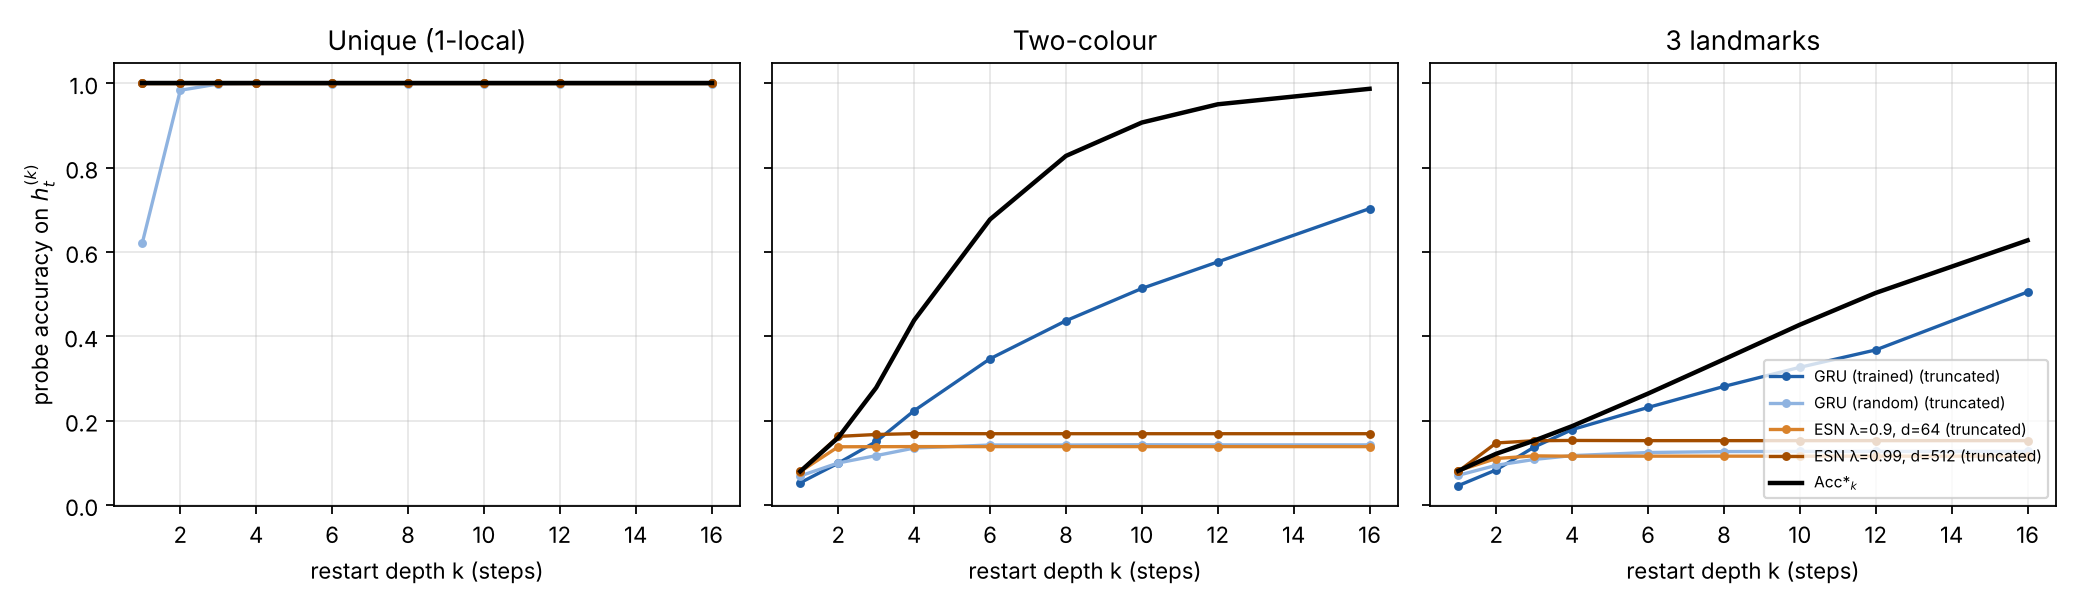 Unique (1-local)
Two-colour
3 landmarks
probe accuracy on h_t^(k)
1.0
0.8
0.6
0.4
0.2
0.0
2 4 6 8 10 12 14 16
2 4 6 8 10 12 14 16
2 4 6 8 10 12 14 16
restart depth k (steps)
restart depth k (steps)
restart depth k (steps)
GRU (trained) (truncated)
GRU (random) (truncated)
ESN λ=0.9, d=64 (truncated)
ESN λ=0.99, d=512 (truncated)
Acc*_k